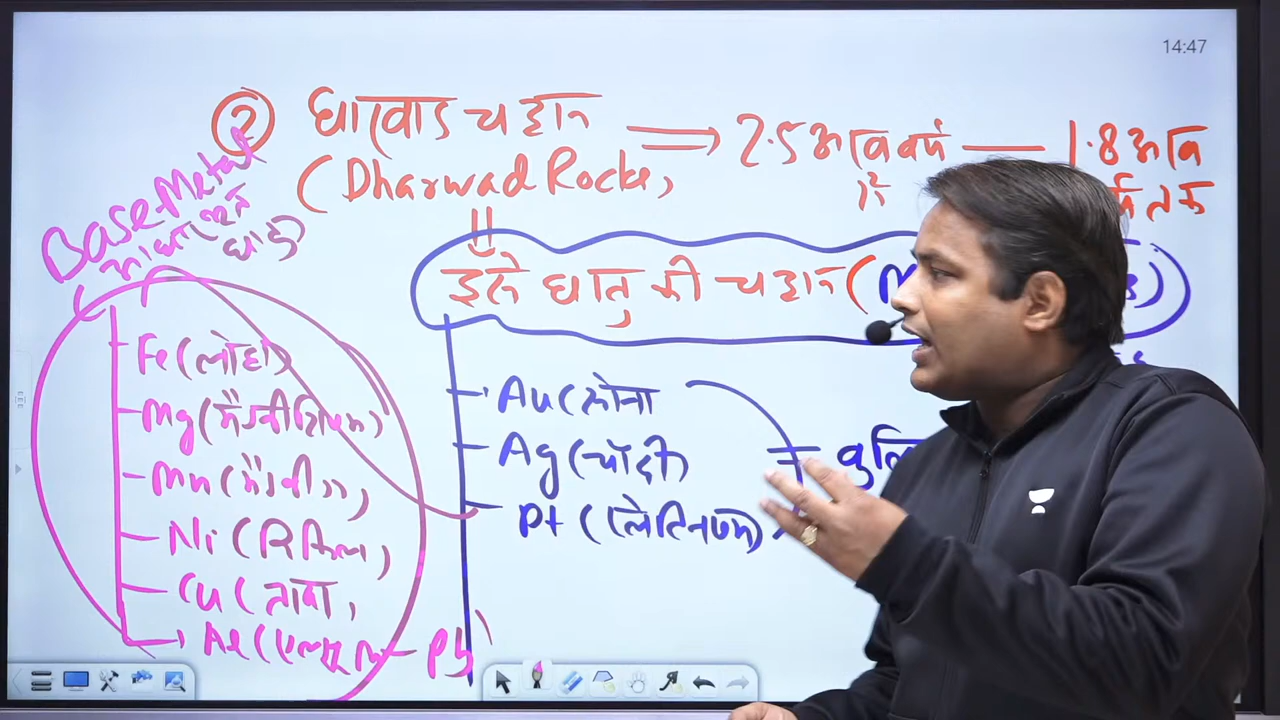 14:47
② धारवाड चट्टान ⟹ 2.5 अरब वर्ष — 1.8 अरब
(Dharwad Rocks, से तक
Base-Metal
इसे धातु की चट्टान (M
Fe (लोहा)
Mg (मैग्नीशियम)
Mn (मैंगनीज,
Ni (निकिल,
Cu (तांबा,
Al (एल्यू — Pb
Au (सोना
Ag (चाँदी)
Pt (प्लेटिनम)